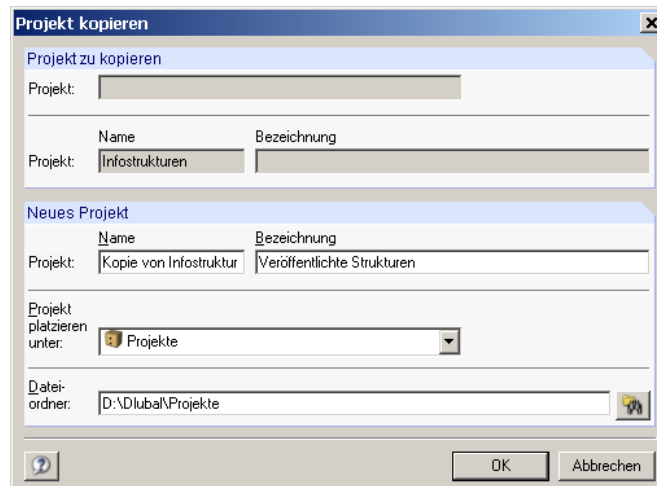 Projekt kopieren
Projekt zu kopieren
Projekt:
Name Bezeichnung
Projekt: Infostrukturen
Neues Projekt
Name Bezeichnung
Projekt: Kopie von Infostruktur Veröffentlichte Strukturen
Projekt
platzieren
unter: Projekte
Datei-
ordner: D:\Dlubal\Projekte
OK Abbrechen